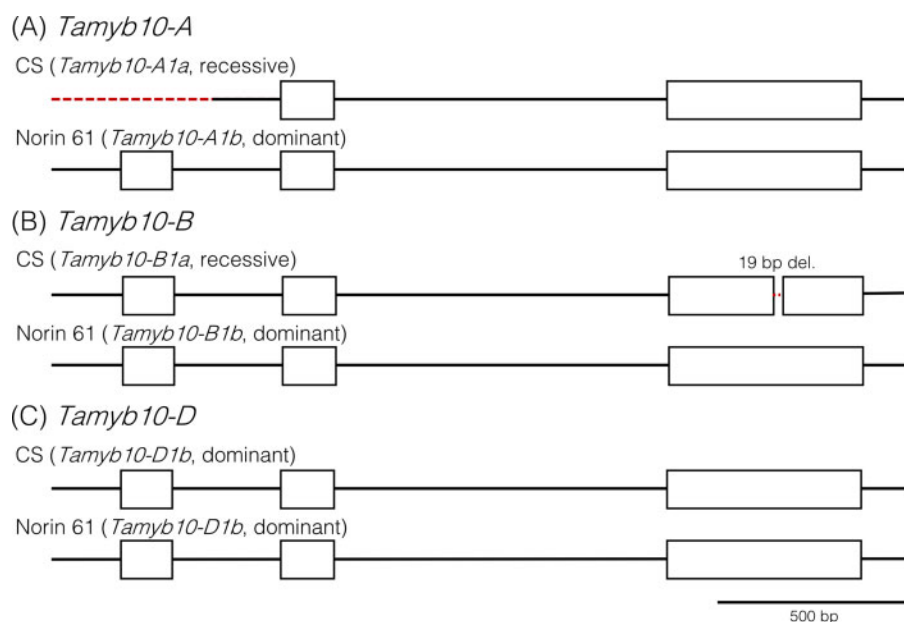 (A) Tamyb10-A
CS (Tamyb10-A1a, recessive)
Norin 61 (Tamyb10-A1b, dominant)
(B) Tamyb10-B
CS (Tamyb10-B1a, recessive)
19 bp del.
Norin 61 (Tamyb10-B1b, dominant)
(C) Tamyb10-D
CS (Tamyb10-D1b, dominant)
Norin 61 (Tamyb10-D1b, dominant)
500 bp